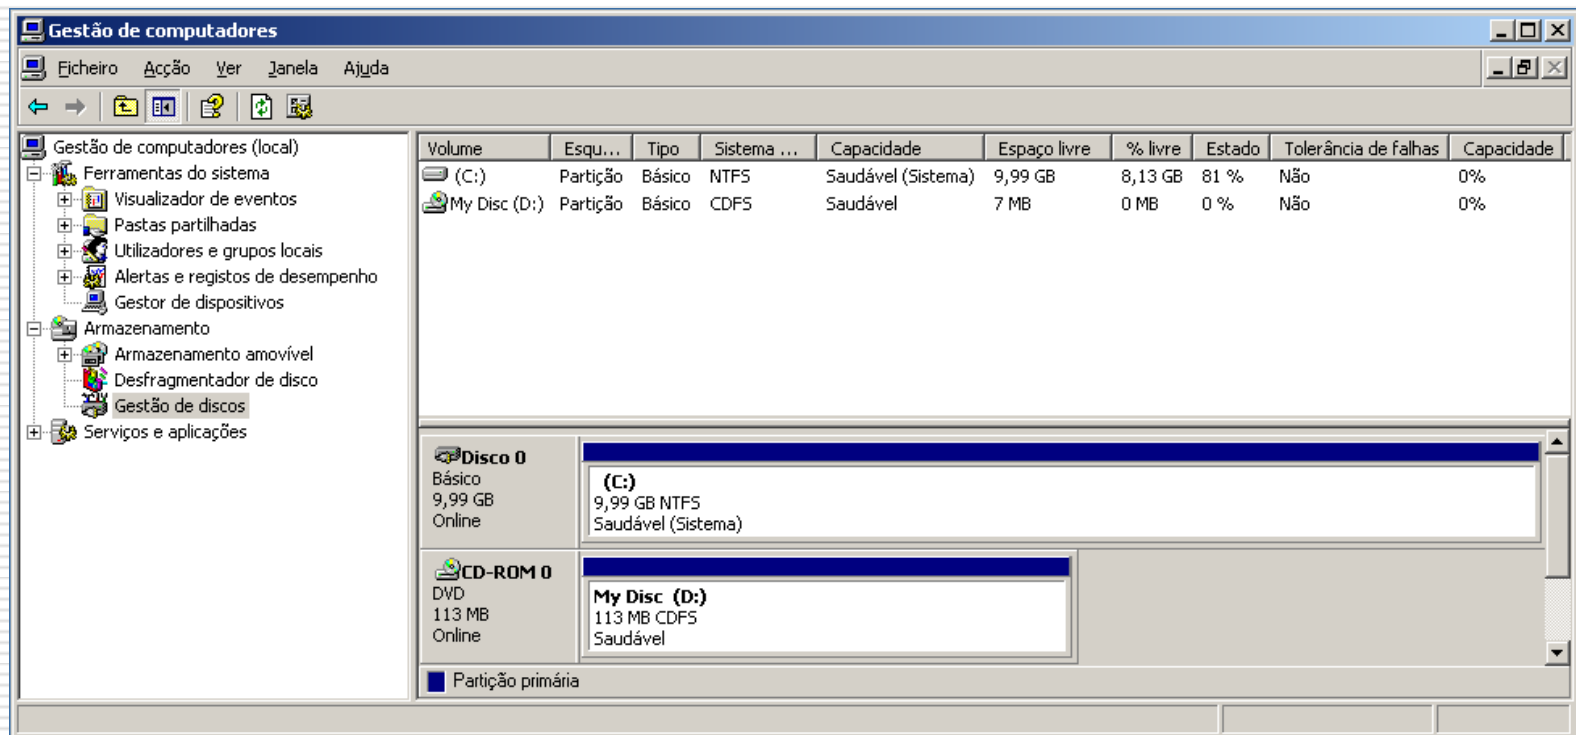 Gestão de computadores
Ficheiro Acção Ver Janela Ajuda
Gestão de computadores (local)
Ferramentas do sistema
Visualizador de eventos
Pastas partilhadas
Utilizadores e grupos locais
Alertas e registos de desempenho
Gestor de dispositivos
Armazenamento
Armazenamento amovível
Desfragmentador de disco
Gestão de discos
Serviços e aplicações
Volume Esqu... Tipo Sistema ... Capacidade Espaço livre % livre Estado Tolerância de falhas Capacidade
(C:) Partição Básico NTFS Saudável (Sistema) 9,99 GB 8,13 GB 81 % Não 0%
My Disc (D:) Partição Básico CDFS Saudável 7 MB 0 MB 0 % Não 0%
Disco 0
Básico
9,99 GB
Online
(C:)
9,99 GB NTFS
Saudável (Sistema)
CD-ROM 0
DVD
113 MB
Online
My Disc (D:)
113 MB CDFS
Saudável
Partição primária